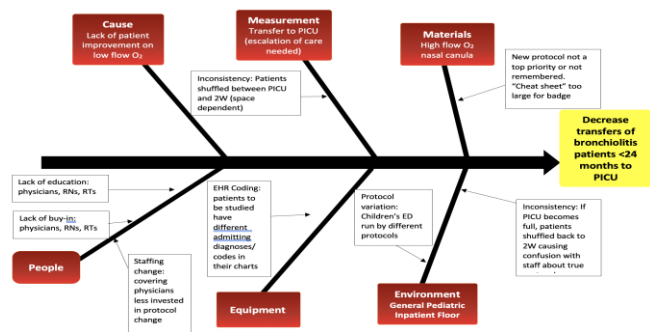 Cause
Lack of patient
improvement on
low flow O₂
Measurement
Transfer to PICU
(escalation of care
needed)
Materials
High flow O₂
nasal canula
Inconsistency: Patients
shuffled between PICU
and 2W (space
dependent)
New protocol not a
top priority or not
remembered.
“Cheat sheet” too
large for badge
Decrease
transfers of
bronchiolitis
patients <24
months to
PICU
Lack of education:
physicians, RNs, RTs
Lack of buy-in:
physicians, RNs, RTs
People
Staffing
change:
covering
physicians
less invested
in protocol
change
EHR Coding:
patients to
be studied
have
different
admitting
diagnoses/
codes in
their charts
Equipment
Protocol
variation:
Children’s ED
run by different
protocols
Environment
General Pediatric
Inpatient Floor
Inconsistency: If
PICU becomes
full, patients
shuffled back to
2W causing
confusion with
staff about true